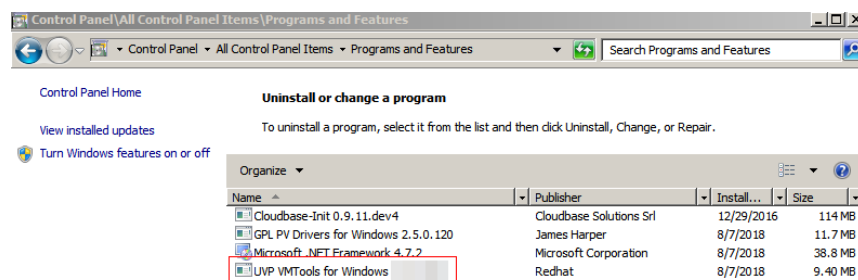 Control Panel\All Control Panel Items\Programs and Features
Control Panel All Control Panel Items Programs and Features Search Programs and Features
Control Panel Home
Uninstall or change a program
View installed updates
To uninstall a program, select it from the list and then click Uninstall, Change, or Repair.
Turn Windows features on or off
Organize
Name Publisher Install... Size
Cloudbase-Init 0.9.11.dev4 Cloudbase Solutions Srl 12/29/2016 114 MB
GPL PV Drivers for Windows 2.5.0.120 James Harper 8/7/2018 11.7 MB
Microsoft .NET Framework 4.7.2 Microsoft Corporation 8/7/2018 38.8 MB
UVP VMTools for Windows Redhat 8/7/2018 9.40 MB